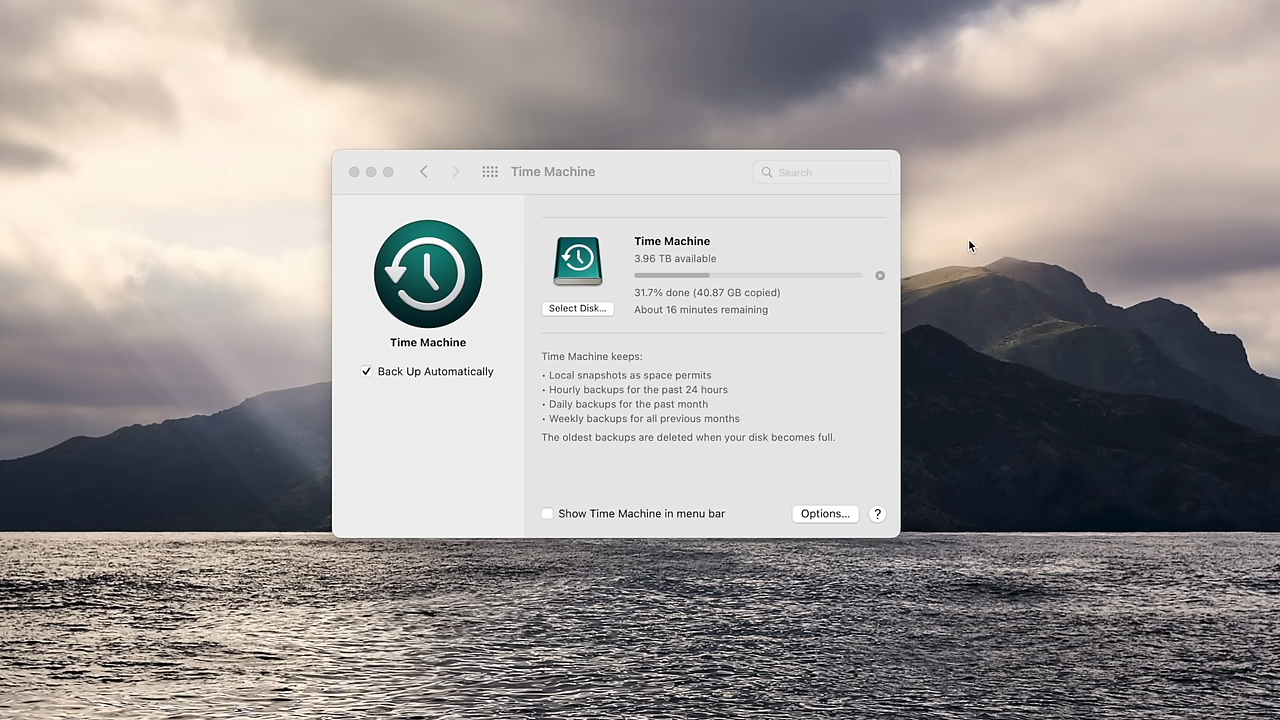 Time Machine
Search
Time Machine
3.96 TB available
31.7% done (40.87 GB copied)
About 16 minutes remaining
Select Disk...
Time Machine
Back Up Automatically
Time Machine keeps:
• Local snapshots as space permits
• Hourly backups for the past 24 hours
• Daily backups for the past month
• Weekly backups for all previous months
The oldest backups are deleted when your disk becomes full.
Show Time Machine in menu bar
Options...
?